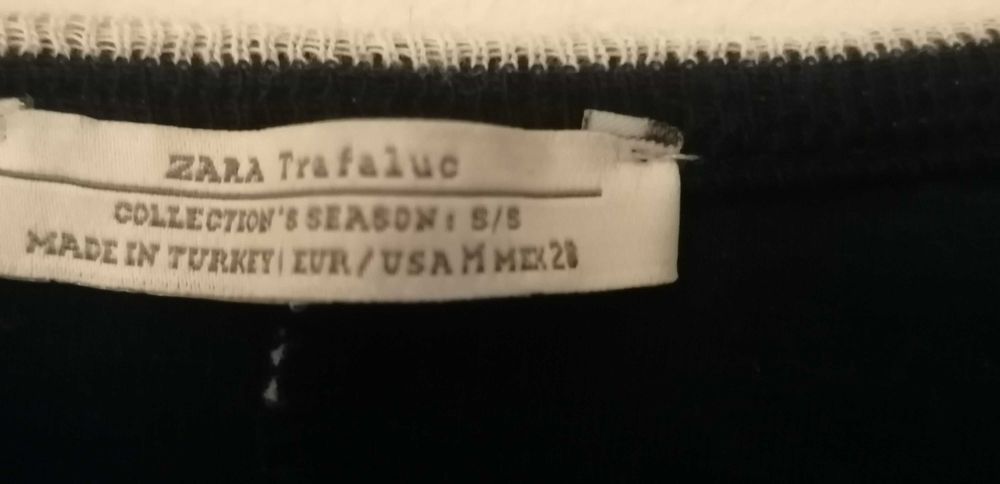 ZARA Trafaluc
COLLECTION'S SEASON: S/S
MADE IN TURKEY| EUR/USA M MEX 28